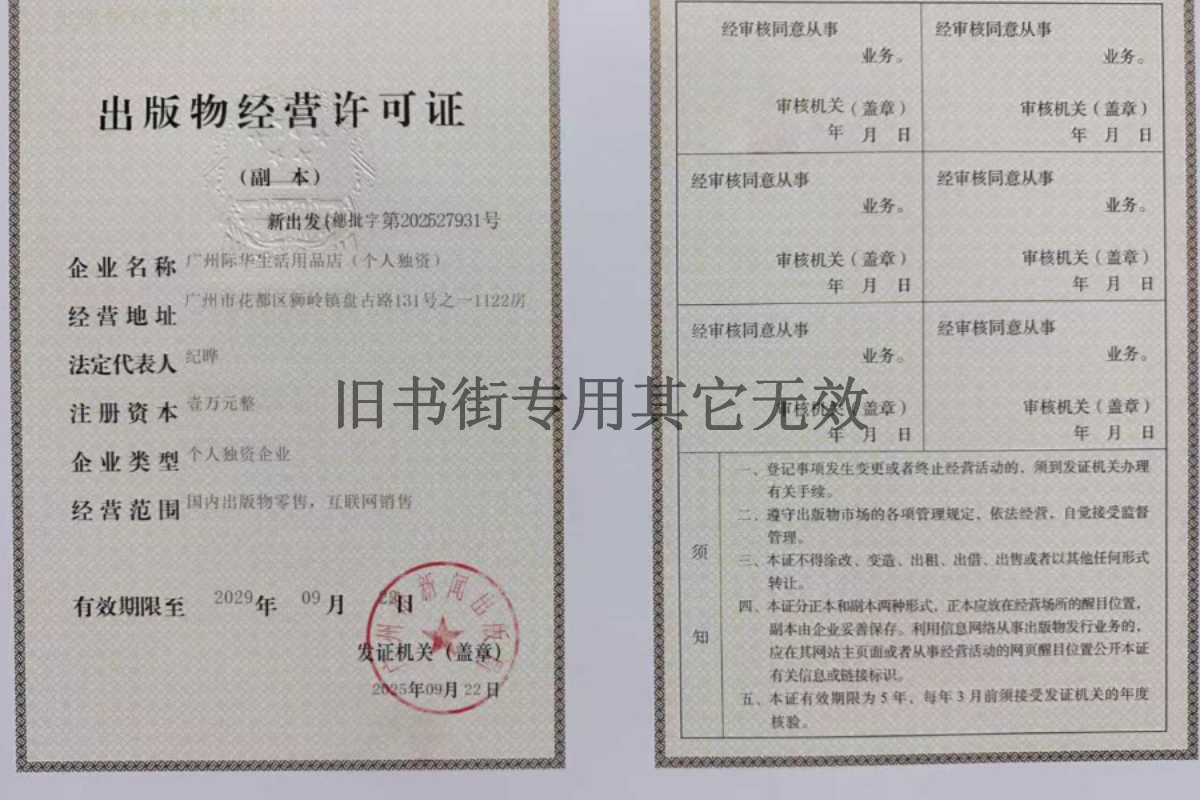 出版物经营许可证
（副 本）
新出发(穗批字第202527931号
企业名称 广州际华生活用品店（个人独资）
经营地址 广州市花都区狮岭镇盘古路131号之一1122房
法定代表人 纪晔
注册资本 壹万元整
企业类型 个人独资企业
经营范围 国内出版物零售，互联网销售
有效期限至 2029年 09月 22日
发证机关（盖章）
2025年09月22日
旧书街专用其它无效
经审核同意从事
业务。
审核机关（盖章）
年 月 日
经审核同意从事
业务。
审核机关（盖章）
年 月 日
经审核同意从事
业务。
审核机关（盖章）
年 月 日
经审核同意从事
业务。
审核机关（盖章）
年 月 日
经审核同意从事
业务。
审核机关（盖章）
年 月 日
经审核同意从事
业务。
审核机关（盖章）
年 月 日
须知
一、登记事项发生变更或者终止经营活动的，须到发证机关办理
有关手续。
二、遵守出版物市场的各项管理规定，依法经营，自觉接受监督
管理。
三、本证不得涂改、变造、出租、出借、出售或者以其他任何形式
转让。
四、本证分正本和副本两种形式，正本应放在经营场所的醒目位置，
副本由企业妥善保存。利用信息网络从事出版物发行业务的，
应在其网站主页面或者从事经营活动的网页醒目位置公开本证
有关信息或链接标识。
五、本证有效期限为5年，每年3月前须接受发证机关的年度
核验。